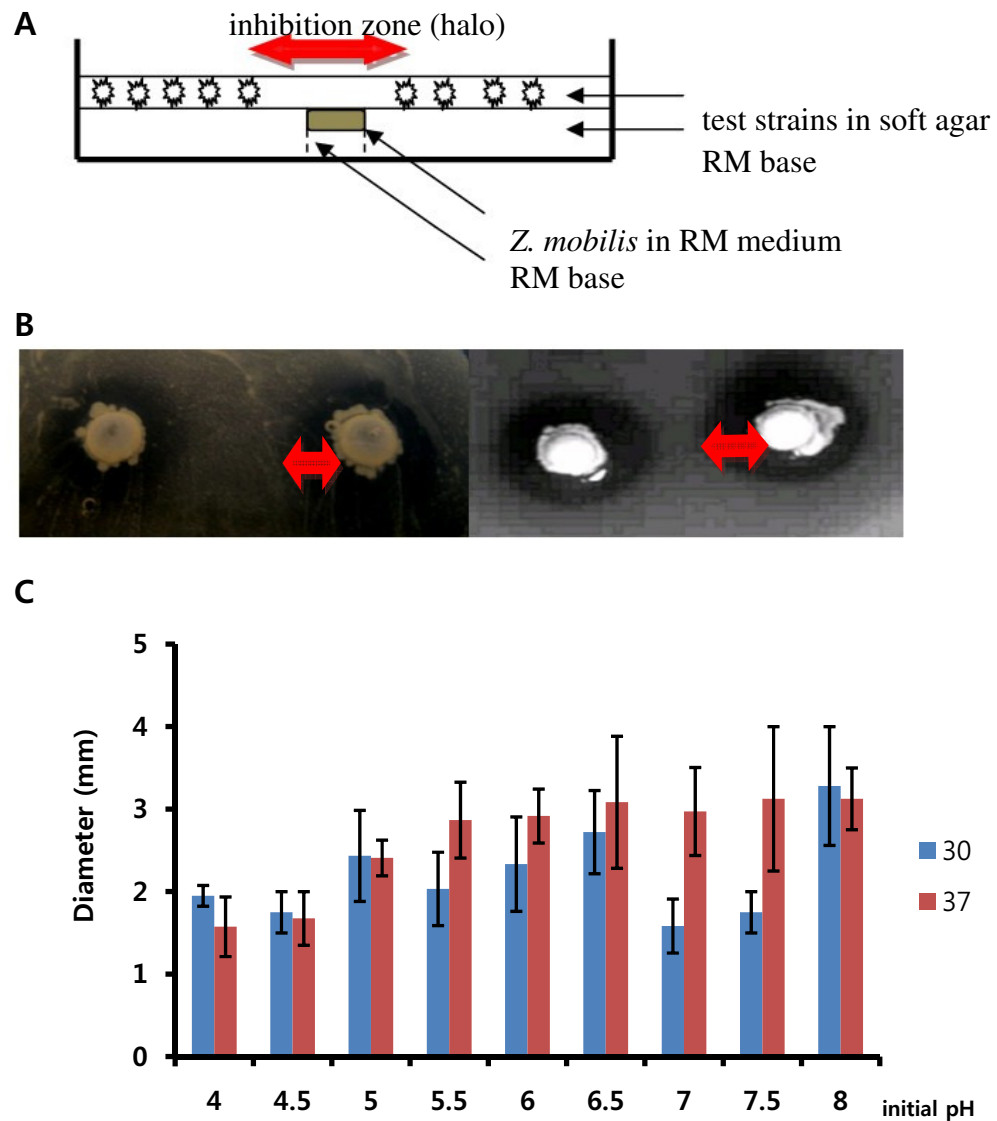 A
inhibition zone (halo)
test strains in soft agar
RM base
Z. mobilis in RM medium
RM base
B
C
Diameter (mm)
5
4
3
2
1
0
4 4.5 5 5.5 6 6.5 7 7.5 8 initial pH
30
37